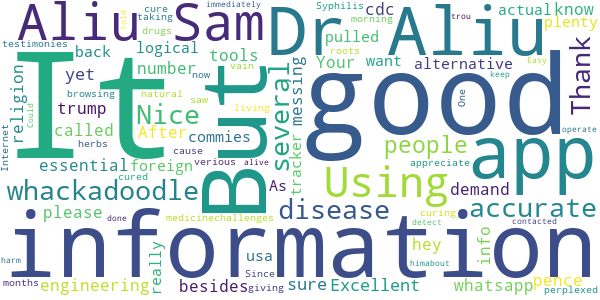 Aliu Sam Dr Aliu
It But good
app
information
Using
Nice
several
people
Thank
whackadoodle
disease
accurate
essential
foreign
engineering
besides
sure
Excellent
whatsapp
pence
demand
religion
logical
tools
number
called
commies
trump
yet
back
cdc
pulled
Your
want
alternative
actual
know
plenty
messing
tracker
After
As
hey
info
usa
please
really
Syphilis
morning
taking
cure
immediately
drugs
testimonies
Told
Could
browsing
now
vain
roots
trou
Easy
keep
One
operate
natural
saw
living
herbs
cause
verious
alive
appreciate
Internet
cured
curing
detect
done
medicinechallenges
contacted
harm
months
Since
giving
himabout
perplexed